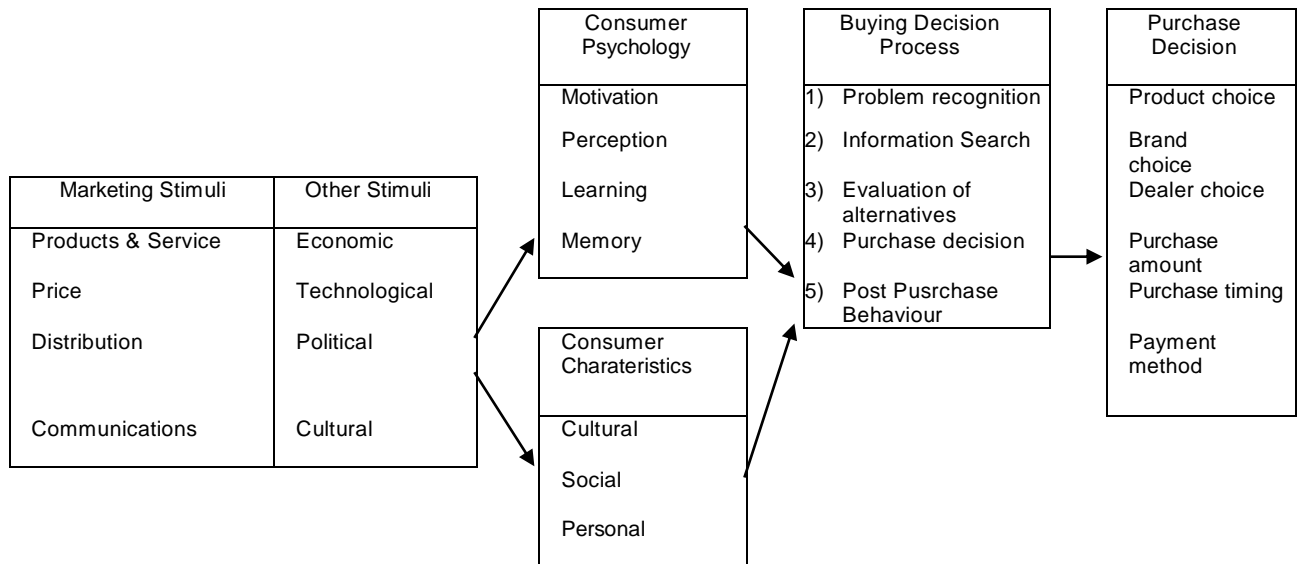 Marketing Stimuli
Products & Service
Price
Distribution
Communications
Other Stimuli
Economic
Technological
Political
Cultural
Consumer
Psychology
Motivation
Perception
Learning
Memory
Consumer
Charateristics
Cultural
Social
Personal
Buying Decision
Process
1) Problem recognition
2) Information Search
3) Evaluation of
alternatives
4) Purchase decision
5) Post Pusrchase
Behaviour
Purchase
Decision
Product choice
Brand
choice
Dealer choice
Purchase
amount
Purchase timing
Payment
method